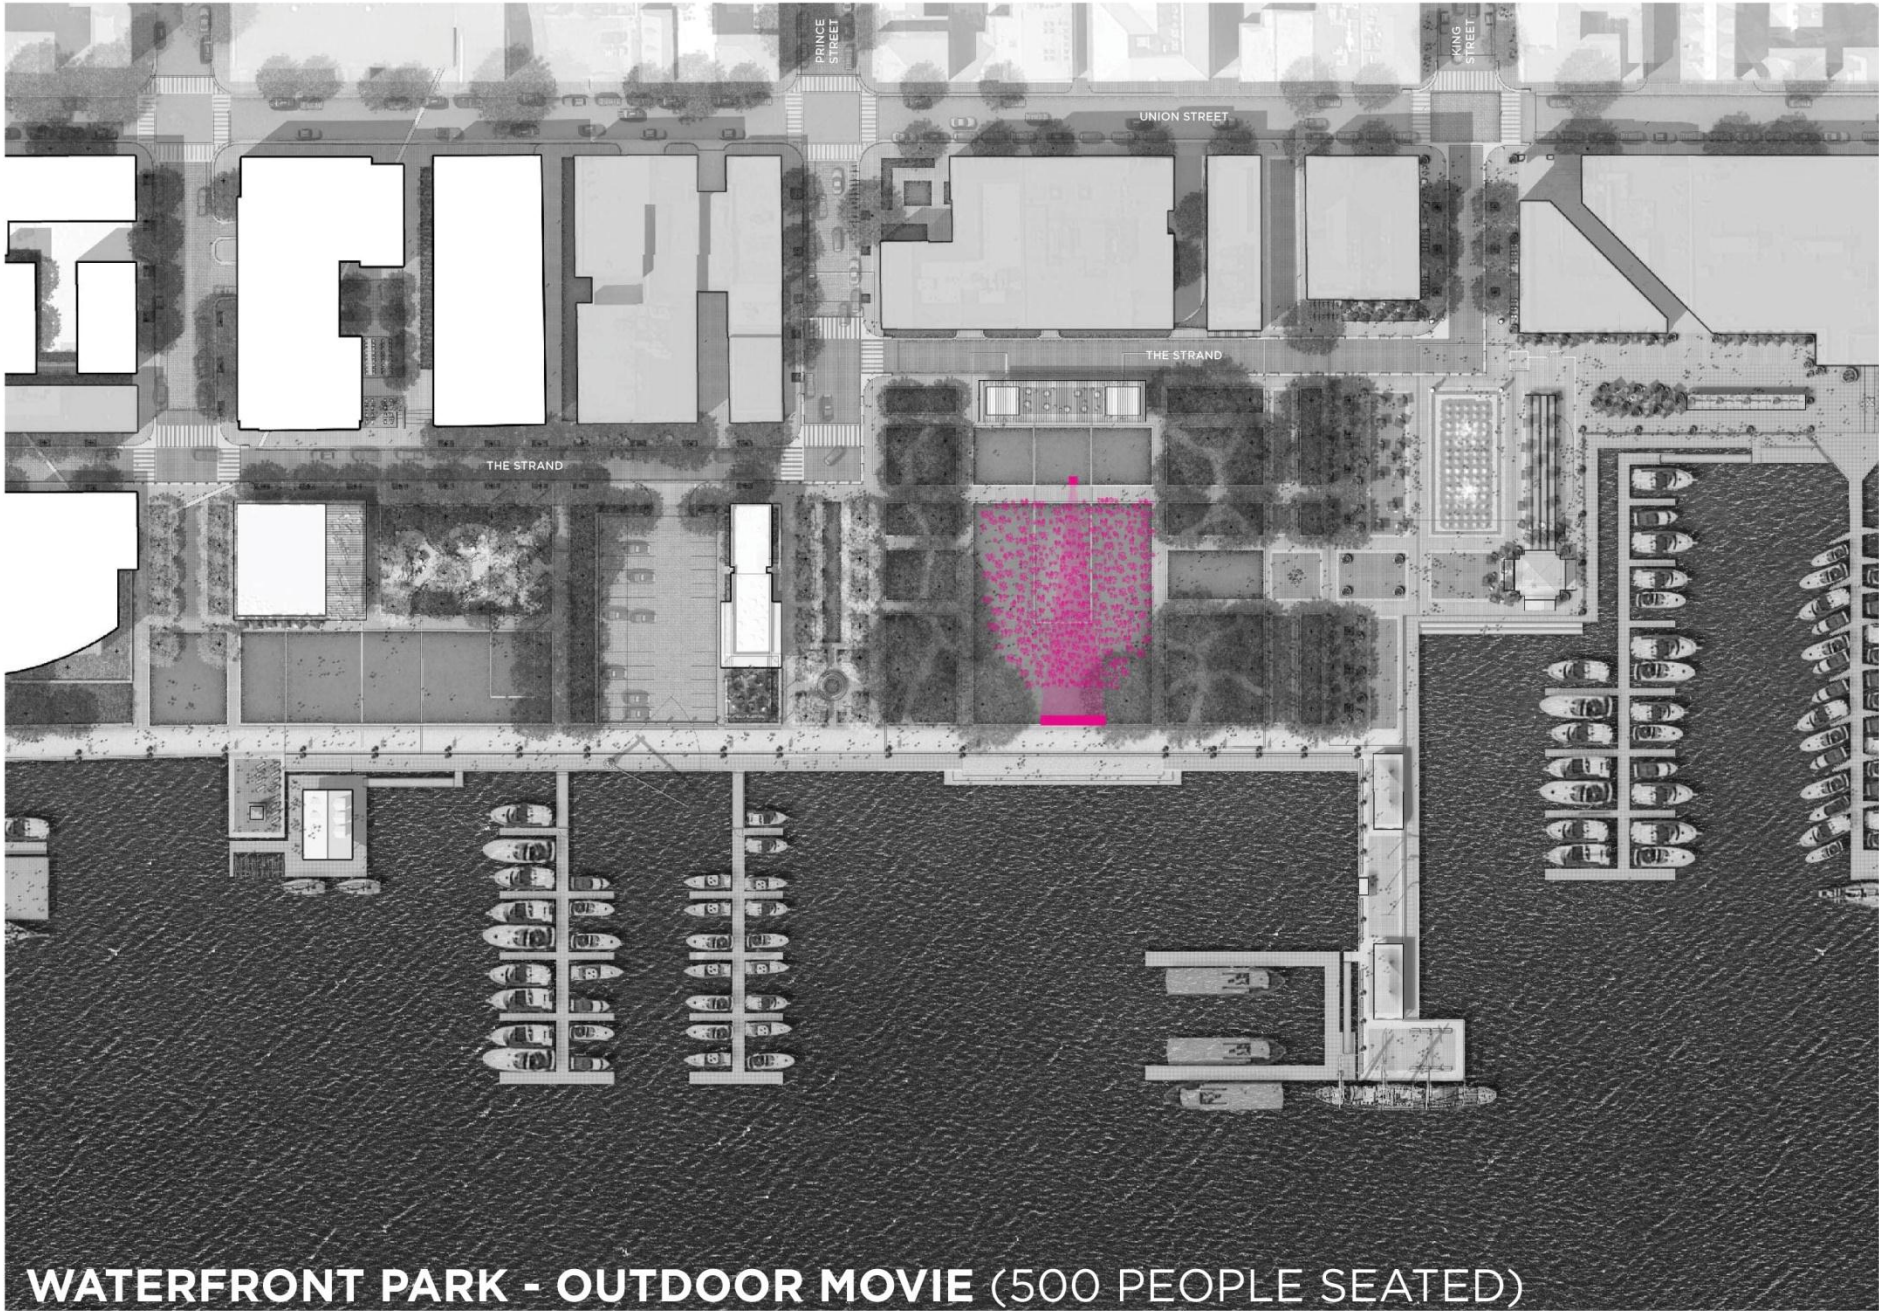 PRINCE
STREET
KING
STREET
UNION STREET
THE STRAND
THE STRAND
WATERFRONT PARK - OUTDOOR MOVIE (500 PEOPLE SEATED)